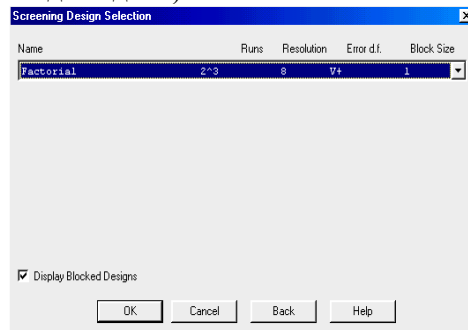 Screening Design Selection
Name Runs Resolution Error d.f. Block Size
Factorial 2^3 8 V+ 1
Display Blocked Designs
OK Cancel Back Help